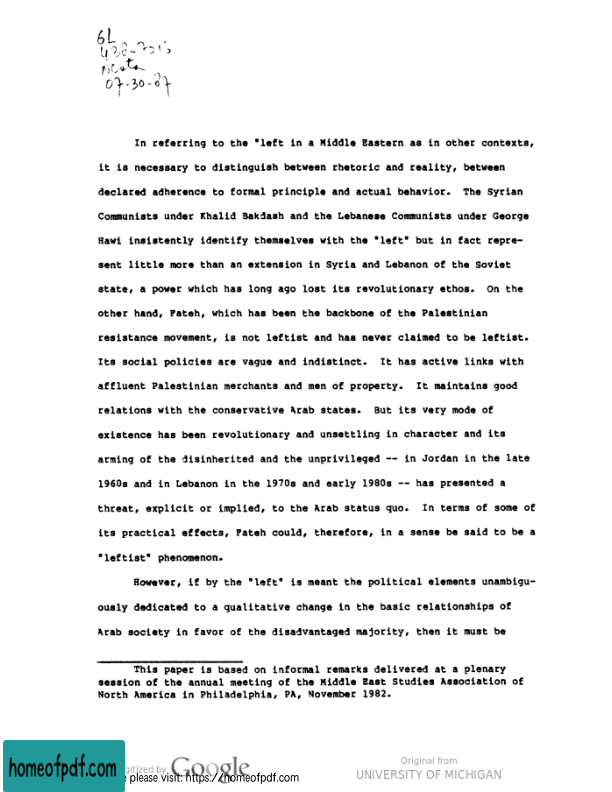 GL
07-30-87
In referring to the "left in a Middle Eastern as in other contexts,
it is necessary to distinguish between rhetoric and reality, between
declared adherence to formal principle and actual behavior. The Syrian
Communists under Khalid Bakdash and the Lebanese Communists under George
Hawi insistently identify themselves with the "left" but in fact repre-
sent little more than an extension in Syria and Lebanon of the Soviet
state, a power which has long ago lost its revolutionary ethos. On the
other hand, Fateh, which has been the backbone of the Palestinian
resistance movement, is not leftist and has never claimed to be leftist.
Its social policies are vague and indistinct. It has active links with
affluent Palestinian merchants and men of property. It maintains good
relations with the conservative Arab states. But its very mode of
existence has been revolutionary and unsettling in character and its
arming of the disinherited and the unprivileged -- in Jordan in the late
1960s and in Lebanon in the 1970s and early 1980s -- has presented a
threat, explicit or implied, to the Arab status quo. In terms of some of
its practical effects, Fateh could, therefore, in a sense be said to be a
"leftist" phenomenon.
However, if by the "left" is meant the political elements unambigu-
ously dedicated to a qualitative change in the basic relationships of
Arab society in favor of the disadvantaged majority, then it must be
This paper is based on informal remarks delivered at a plenary
session of the annual meeting of the Middle East Studies Association of
North America in Philadelphia, PA, November 1982.
homeofpdf.com
gitized by Google
please visit: https://homeofpdf.com
Original from
UNIVERSITY OF MICHIGAN